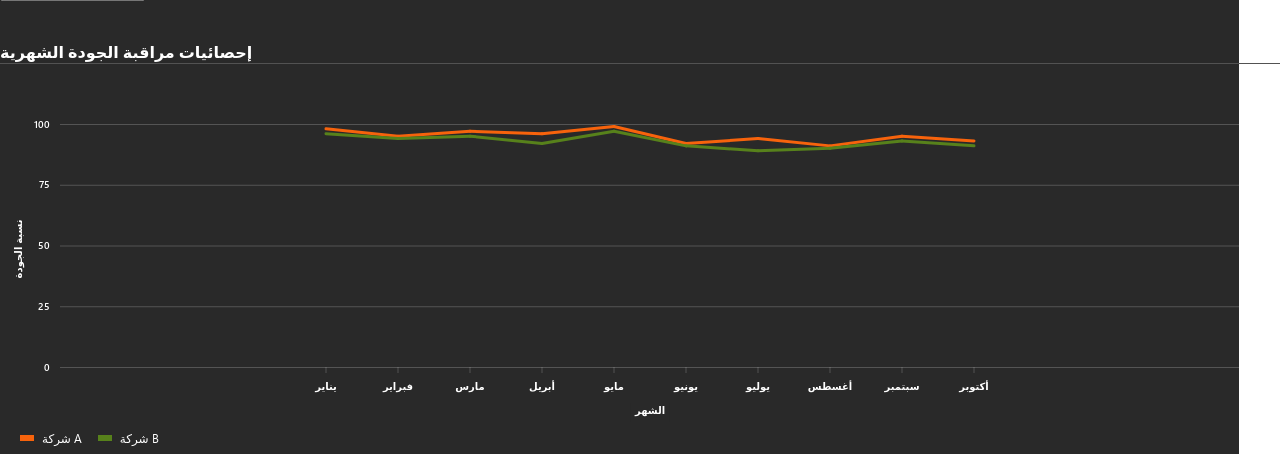 إحصائيات مراقبة الجودة الشهرية
100
75
50
25
0
نسبة الجودة
يناير فبراير مارس أبريل مايو يونيو يوليو أغسطس سبتمبر أكتوبر
الشهر
شركة A شركة B